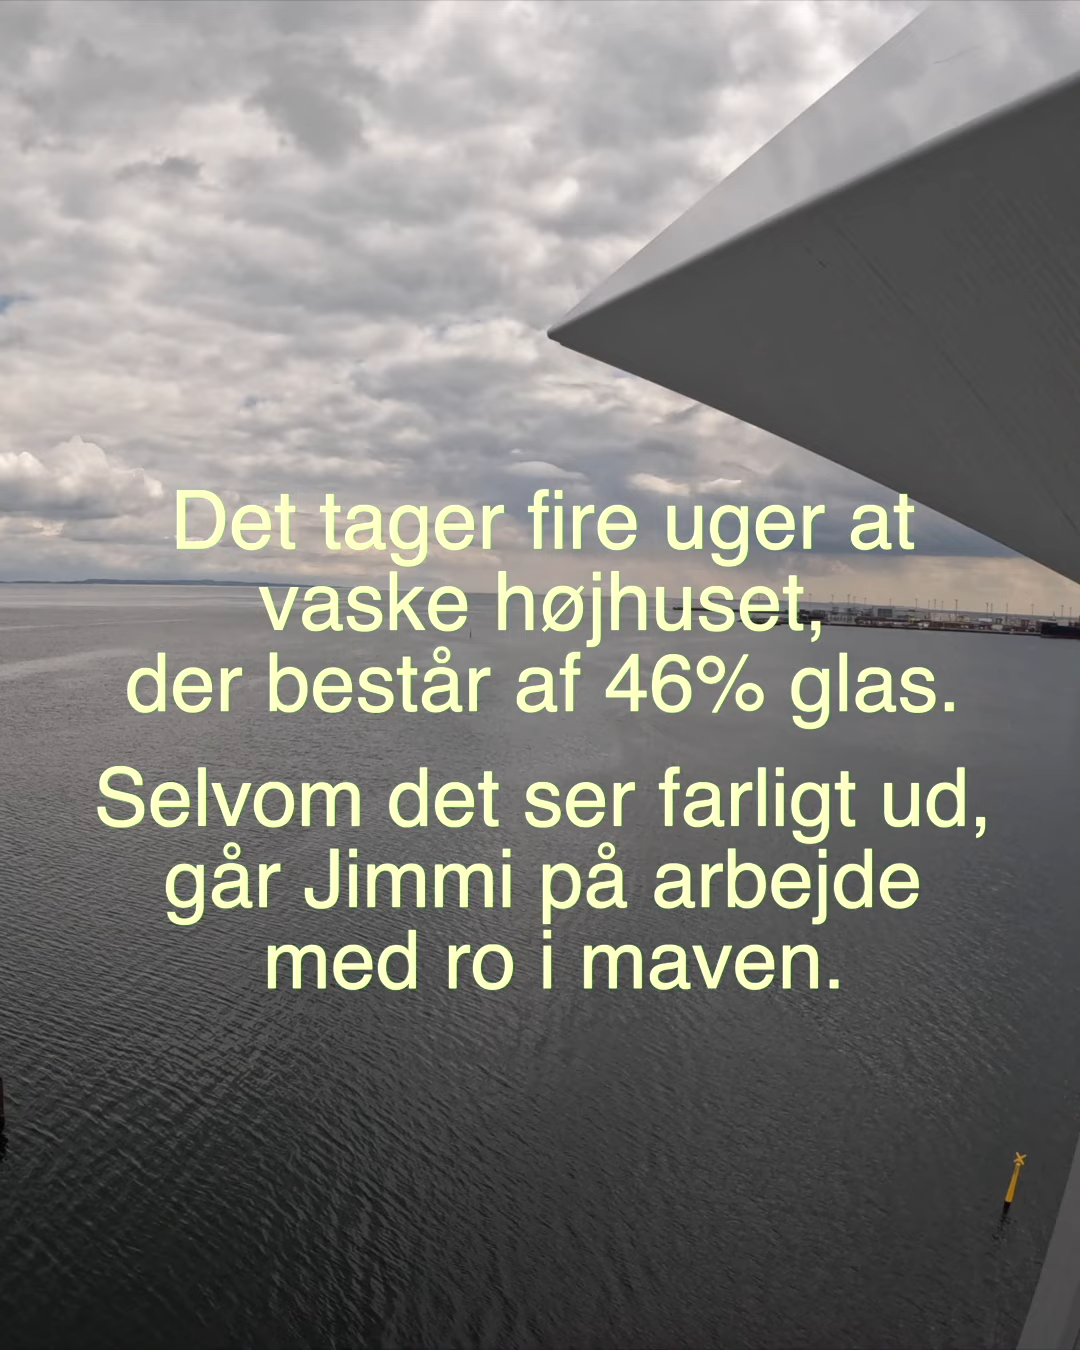 Det tager fire uger at
vaske højhuset,
der består af 46% glas.
Selvom det ser farligt ud,
går Jimmi på arbejde
med ro i maven.